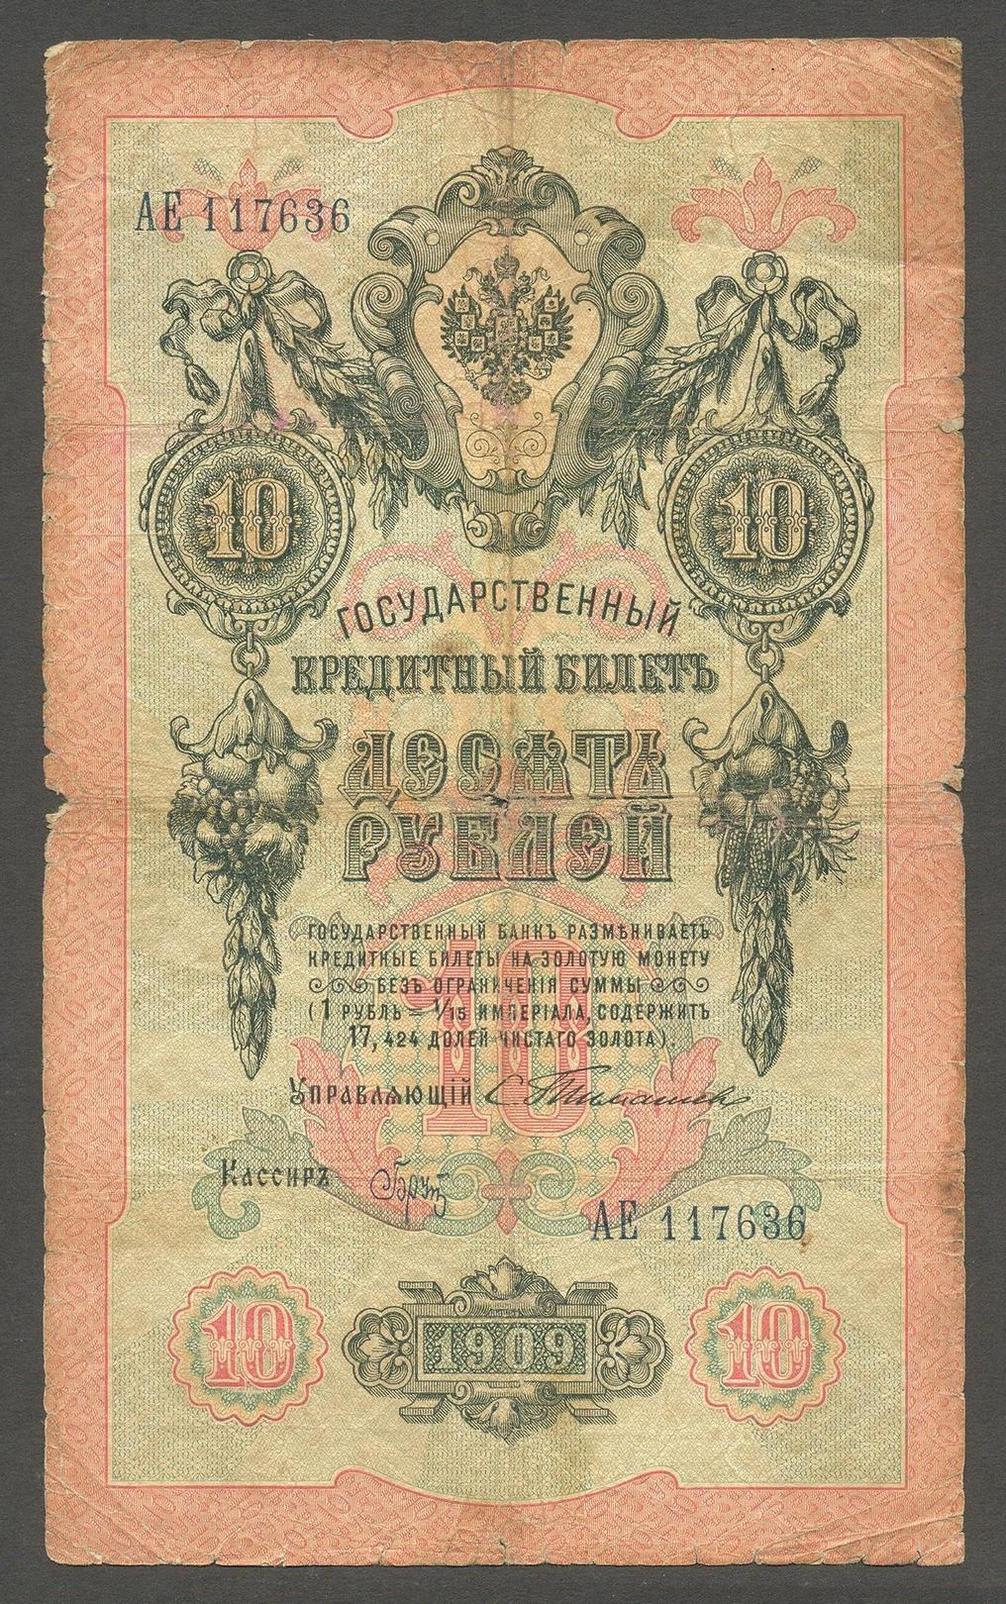 АЕ 117636
10 10
ГОСУДАРСТВЕННЫЙ
КРЕДИТНЫЙ БИЛЕТЪ
ДЕСЯТЬ
РУБЛЕЙ
ГОСУДАРСТВЕННЫЙ БАНКЪ РАЗМѢНИВАЕТЪ
КРЕДИТНЫЕ БИЛЕТЫ НА ЗОЛОТУЮ МОНЕТУ
БЕЗЪ ОГРАНИЧЕНІЯ СУММЫ
(1 РУБЛЬ = 1/15 ИМПЕРІАЛА, СОДЕРЖИТЪ
17,424 ДОЛЕЙ ЧИСТАГО ЗОЛОТА).
10
УПРАВЛЯЮЩІЙ С. Тимашев
КАССИРЪ
АЕ 117636
10 1909 10